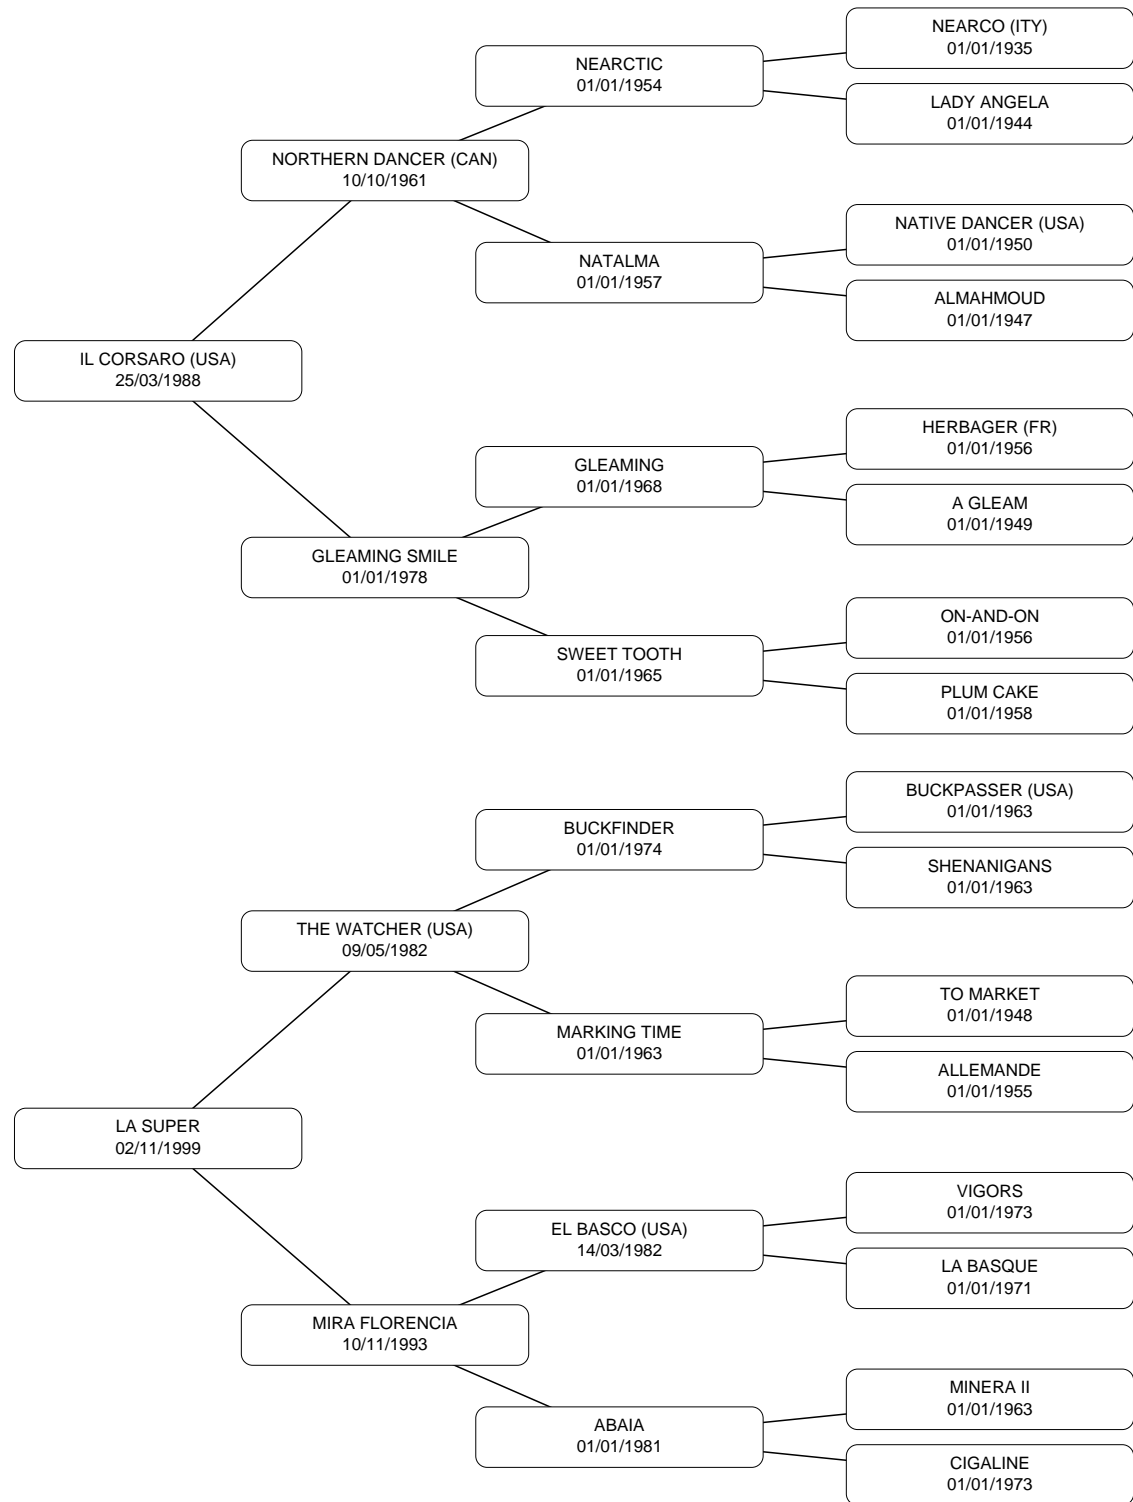 NEARCO (ITY)
01/01/1935
NEARCTIC
01/01/1954
LADY ANGELA
01/01/1944
NORTHERN DANCER (CAN)
10/10/1961
NATIVE DANCER (USA)
01/01/1950
NATALMA
01/01/1957
ALMAHMOUD
01/01/1947
IL CORSARO (USA)
25/03/1988
HERBAGER (FR)
01/01/1956
GLEAMING
01/01/1968
A GLEAM
01/01/1949
GLEAMING SMILE
01/01/1978
ON-AND-ON
01/01/1956
SWEET TOOTH
01/01/1965
PLUM CAKE
01/01/1958
BUCKPASSER (USA)
01/01/1963
BUCKFINDER
01/01/1974
SHENANIGANS
01/01/1963
THE WATCHER (USA)
09/05/1982
TO MARKET
01/01/1948
MARKING TIME
01/01/1963
ALLEMANDE
01/01/1955
LA SUPER
02/11/1999
VIGORS
01/01/1973
EL BASCO (USA)
14/03/1982
LA BASQUE
01/01/1971
MIRA FLORENCIA
10/11/1993
MINERA II
01/01/1963
ABAIA
01/01/1981
CIGALINE
01/01/1973